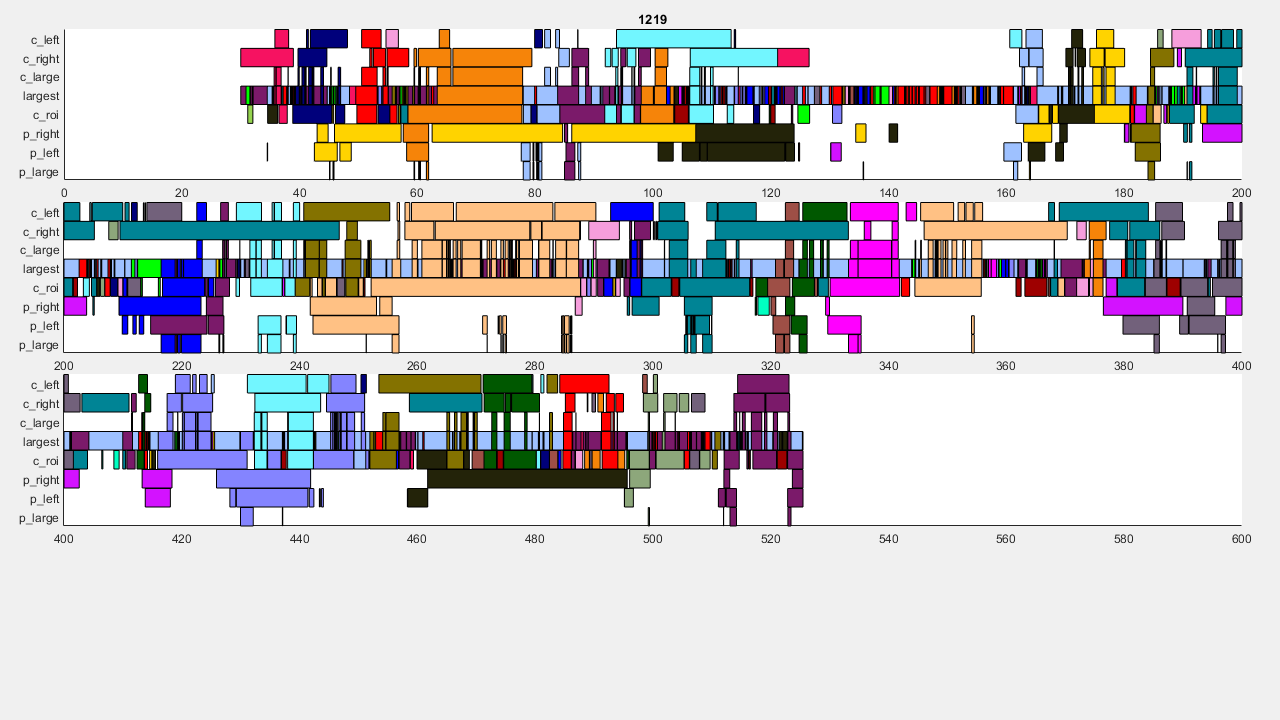 1219
c_left
c_right
c_large
largest
c_roi
p_right
p_left
p_large
0 20 40 60 80 100 120 140 160 180 200
c_left
c_right
c_large
largest
c_roi
p_right
p_left
p_large
200 220 240 260 280 300 320 340 360 380 400
c_left
c_right
c_large
largest
c_roi
p_right
p_left
p_large
400 420 440 460 480 500 520 540 560 580 600